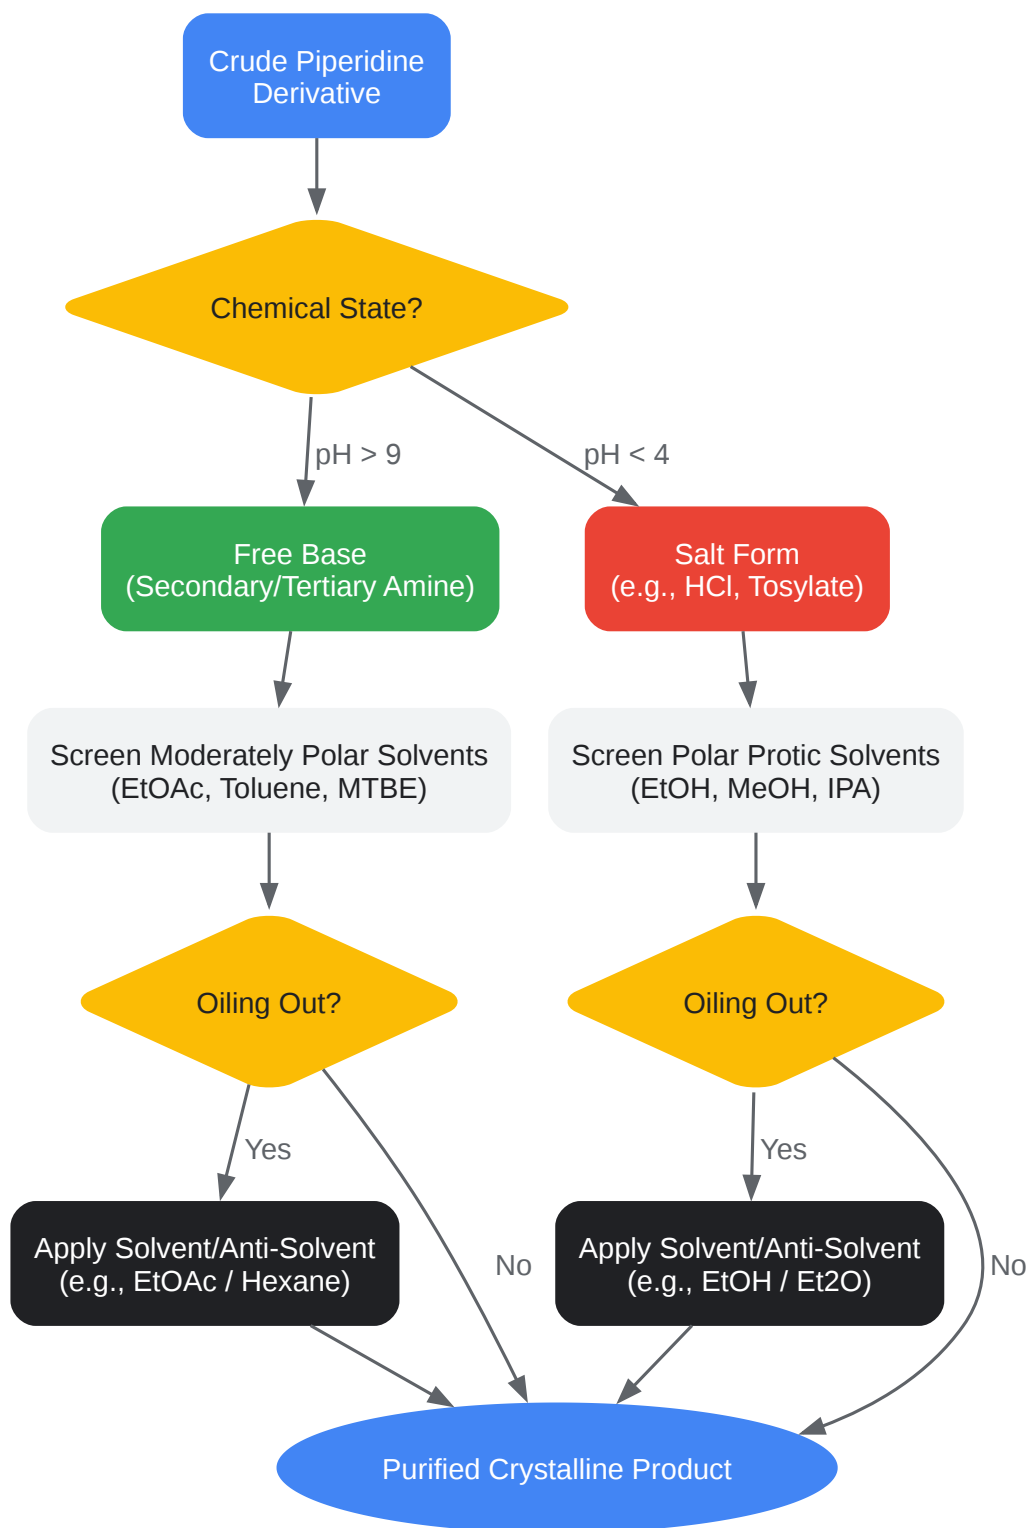 Crude Piperidine
Derivative
Chemical State?
pH > 9
pH < 4
Free Base
(Secondary/Tertiary Amine)
Salt Form
(e.g., HCl, Tosylate)
Screen Moderately Polar Solvents
(EtOAc, Toluene, MTBE)
Screen Polar Protic Solvents
(EtOH, MeOH, IPA)
Oiling Out?
Oiling Out?
Yes
Yes
Apply Solvent/Anti-Solvent
(e.g., EtOAc / Hexane)
No
Apply Solvent/Anti-Solvent
(e.g., EtOH / Et2O)
No
Purified Crystalline Product